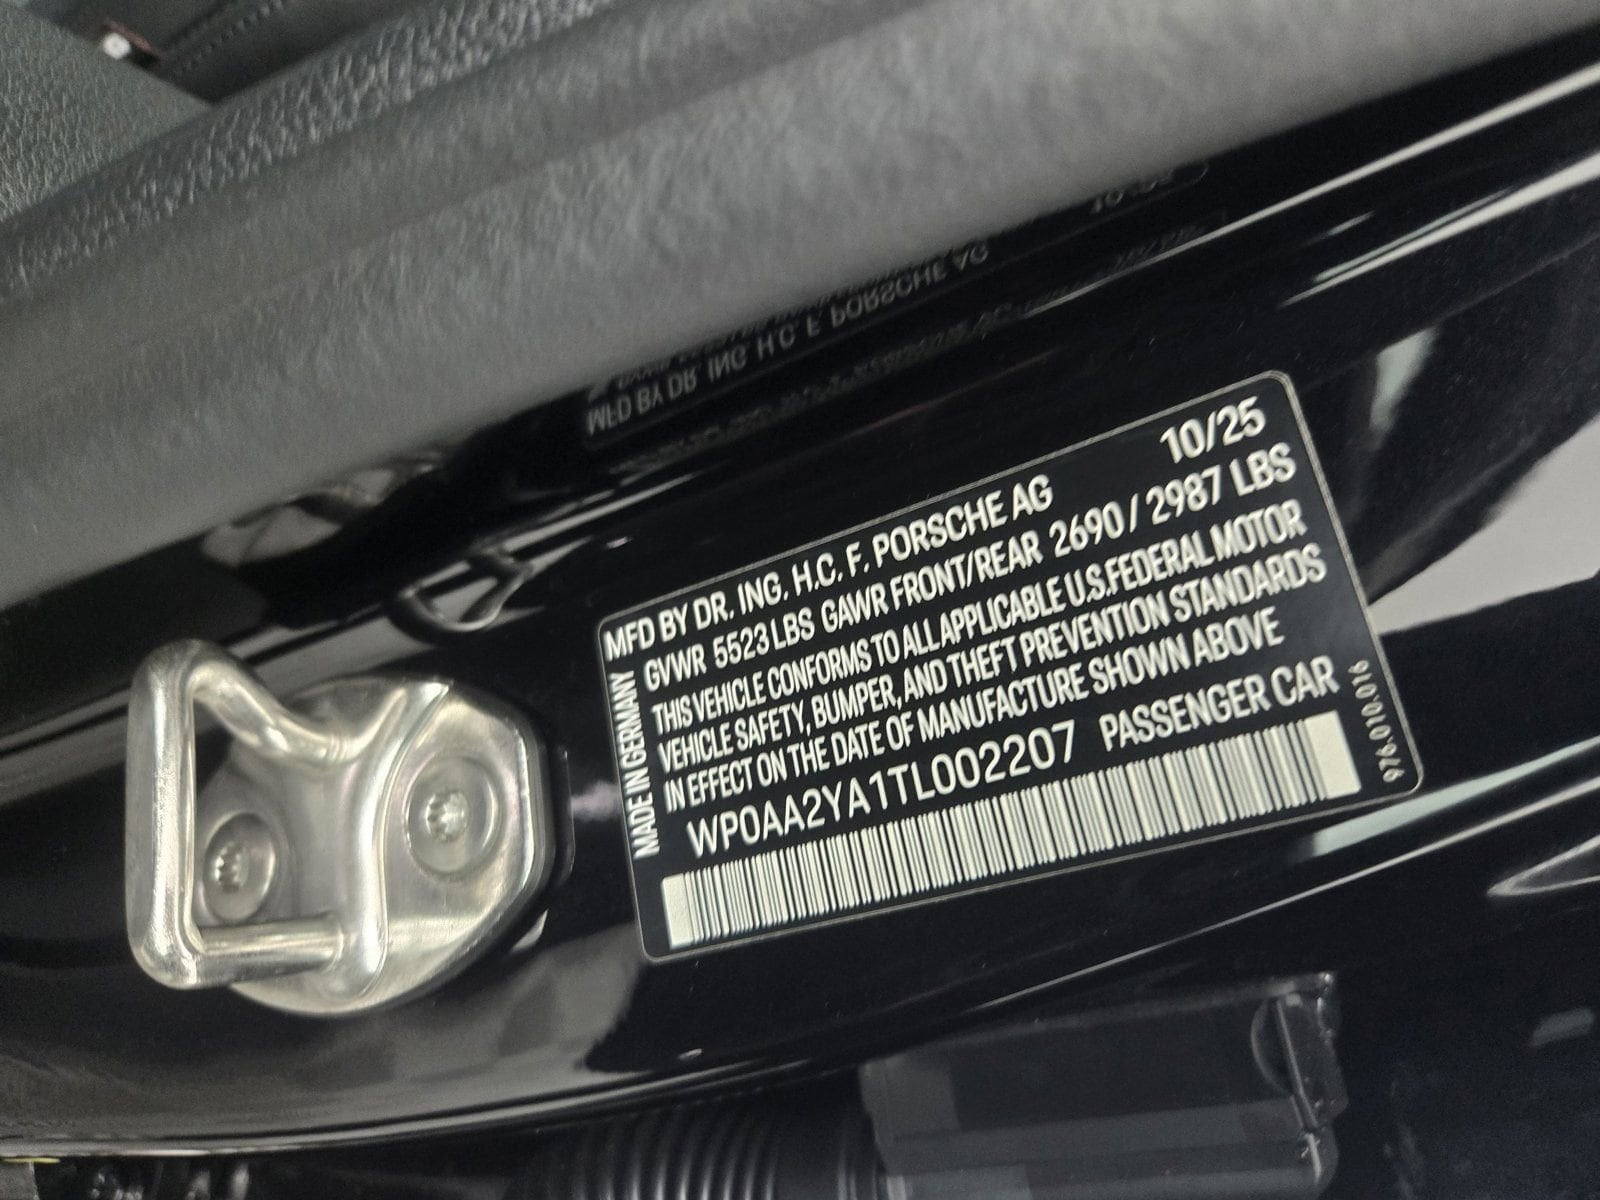 MFD BY DR. ING. H.C. F. PORSCHE AG 10/25
GVWR 5523 LBS GAWR FRONT/REAR 2690 / 2987 LBS
THIS VEHICLE CONFORMS TO ALL APPLICABLE U.S.FEDERAL MOTOR
VEHICLE SAFETY, BUMPER, AND THEFT PREVENTION STANDARDS
IN EFFECT ON THE DATE OF MANUFACTURE SHOWN ABOVE
WP0AA2YA1TL002207 PASSENGER CAR
MADE IN GERMANY
976.010.016